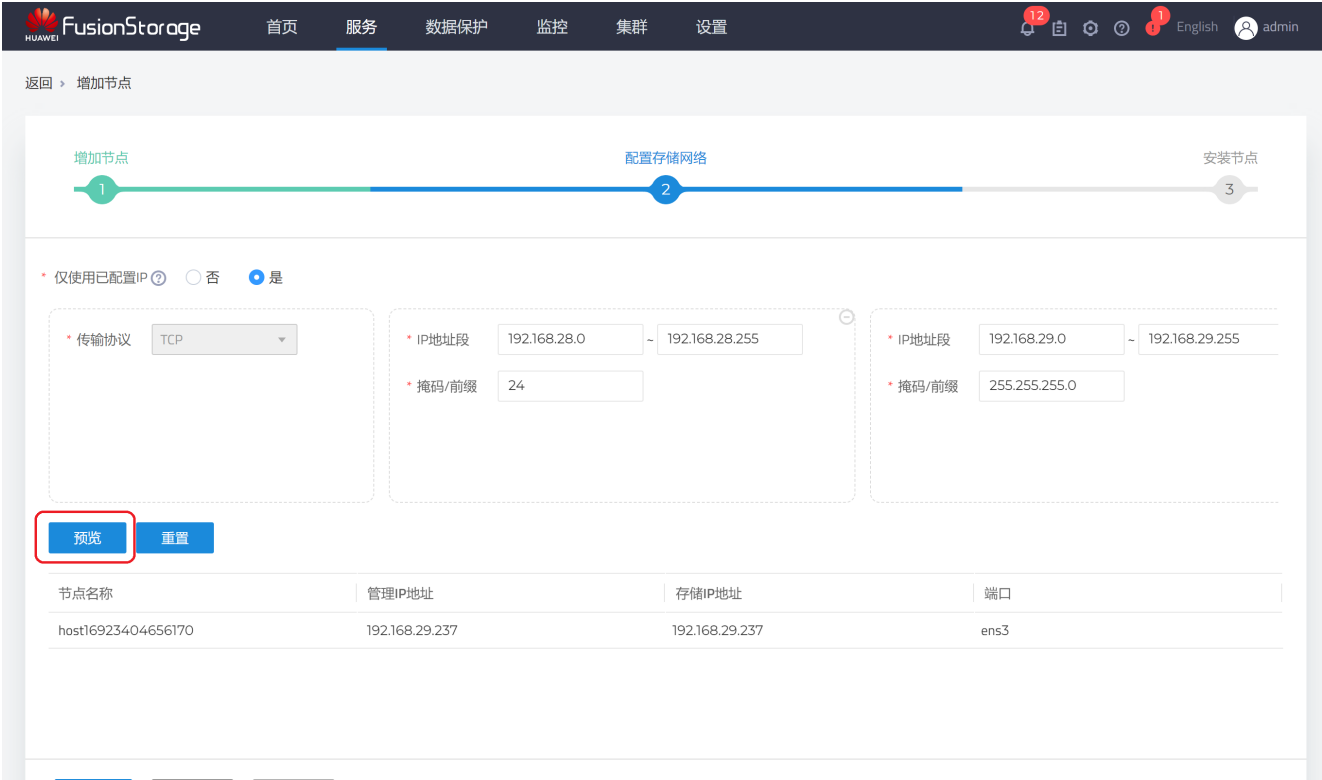 HUAWEI FusionStorage 首页 服务 数据保护 监控 集群 设置 12 1 English admin
返回 › 增加节点
增加节点 配置存储网络 安装节点
1 2 3
* 仅使用已配置IP 否 是
* 传输协议 TCP * IP地址段 192.168.28.0 ~ 192.168.28.255 * IP地址段 192.168.29.0 ~ 192.168.29.255
* 掩码/前缀 24 * 掩码/前缀 255.255.255.0
预览 重置
节点名称 管理IP地址 存储IP地址 端口
host16923404656170 192.168.29.237 192.168.29.237 ens3